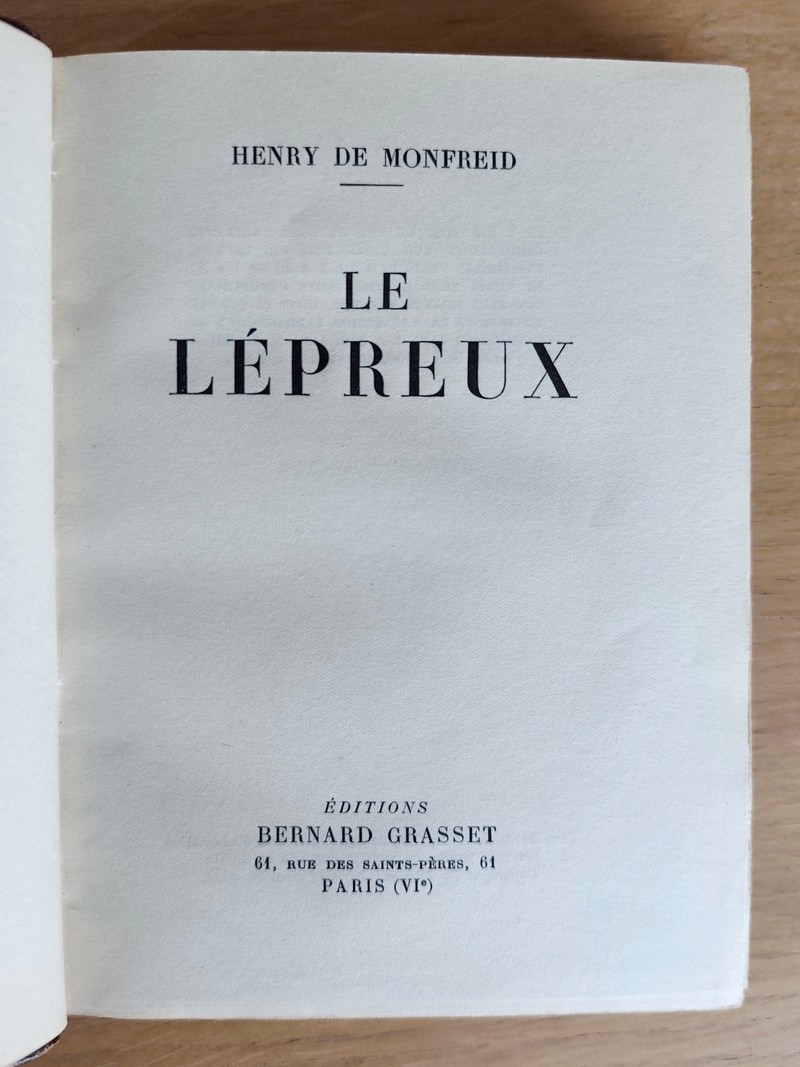 HENRY DE MONFREID
LE
LÉPREUX
ÉDITIONS
BERNARD GRASSET
61, RUE DES SAINTS-PÈRES, 61
PARIS (VIᵉ)